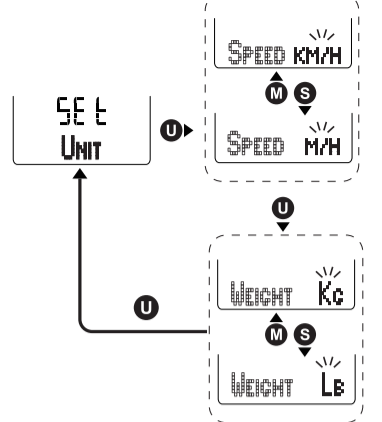 SPEED KM/H
M S
SPEED M/H
SET
UNIT
U
U
WEIGHT KG
M S
WEIGHT LB
U